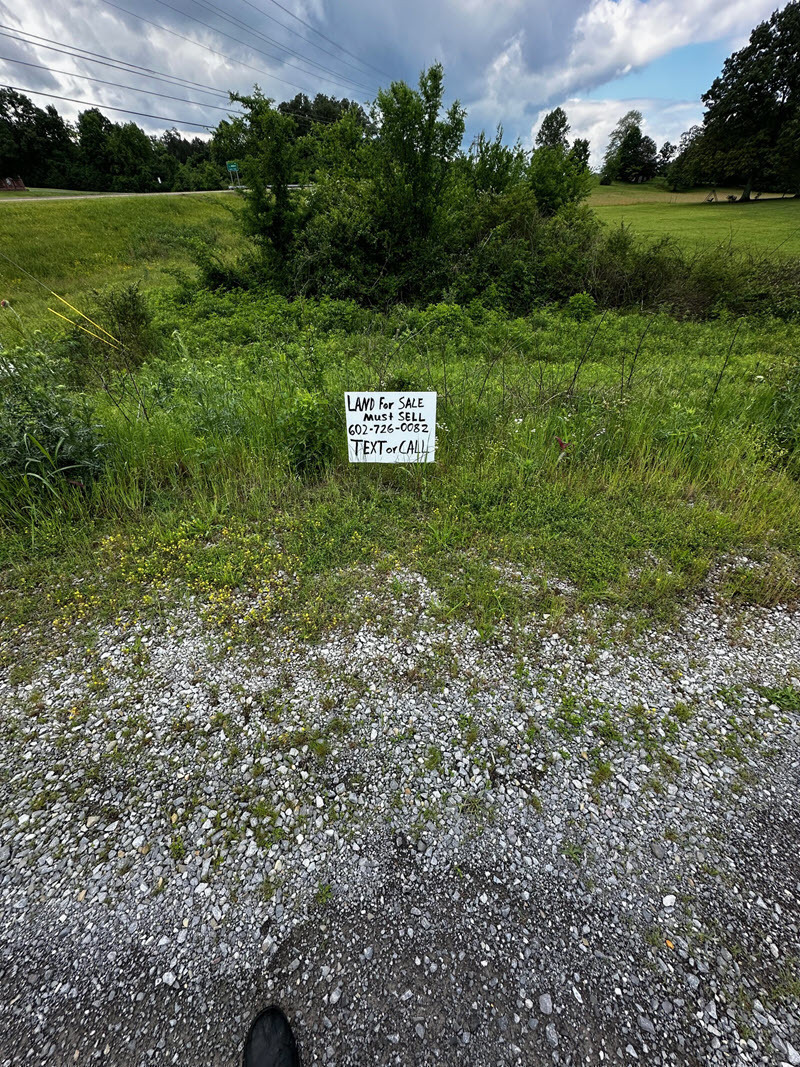 LAND For SALE
Must SELL
602-726-0082
TEXT or CALL